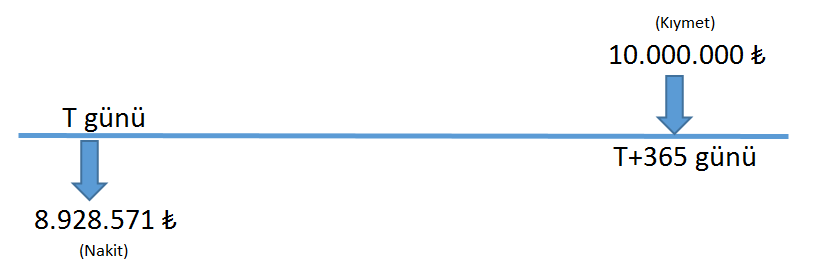 (Kıymet)
10.000.000 ₺
T günü
T+365 günü
8.928.571 ₺
(Nakit)